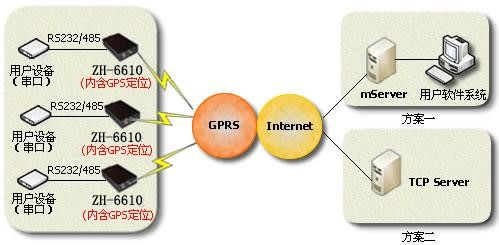 RS232/485
用户设备
（串口）
ZH-6610
(内含GPS定位)
RS232/485
用户设备
（串口）
ZH-6610
(内含GPS定位)
RS232/485
用户设备
（串口）
ZH-6610
(内含GPS定位)
GPRS
Internet
mServer
用户软件系统
方案一
TCP Server
方案二